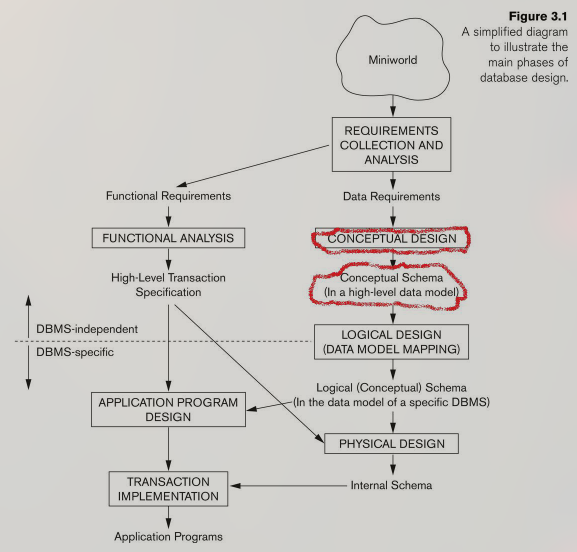 Figure 3.1
A simplified diagram
to illustrate the
main phases of
database design.
Miniworld
REQUIREMENTS
COLLECTION AND
ANALYSIS
Functional Requirements
Data Requirements
FUNCTIONAL ANALYSIS
CONCEPTUAL DESIGN
High-Level Transaction
Specification
Conceptual Schema
(In a high-level data model)
DBMS-independent
DBMS-specific
LOGICAL DESIGN
(DATA MODEL MAPPING)
Logical (Conceptual) Schema
(In the data model of a specific DBMS)
APPLICATION PROGRAM
DESIGN
PHYSICAL DESIGN
TRANSACTION
IMPLEMENTATION
Internal Schema
Application Programs